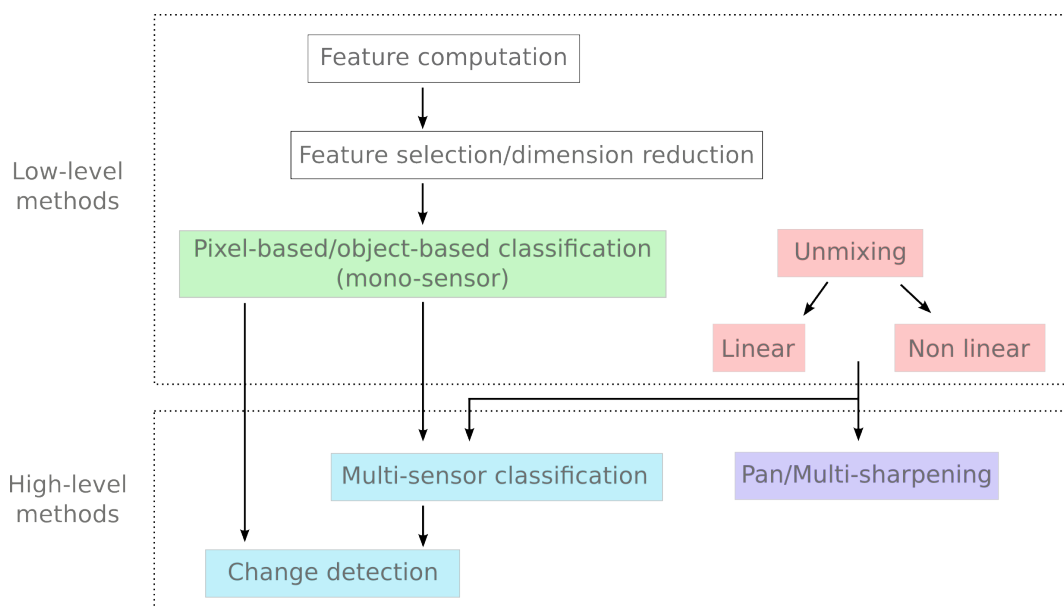 Feature computation
Feature selection/dimension reduction
Low-level
methods
Pixel-based/object-based classification
(mono-sensor)
Unmixing
Linear
Non linear
High-level
methods
Multi-sensor classification
Pan/Multi-sharpening
Change detection